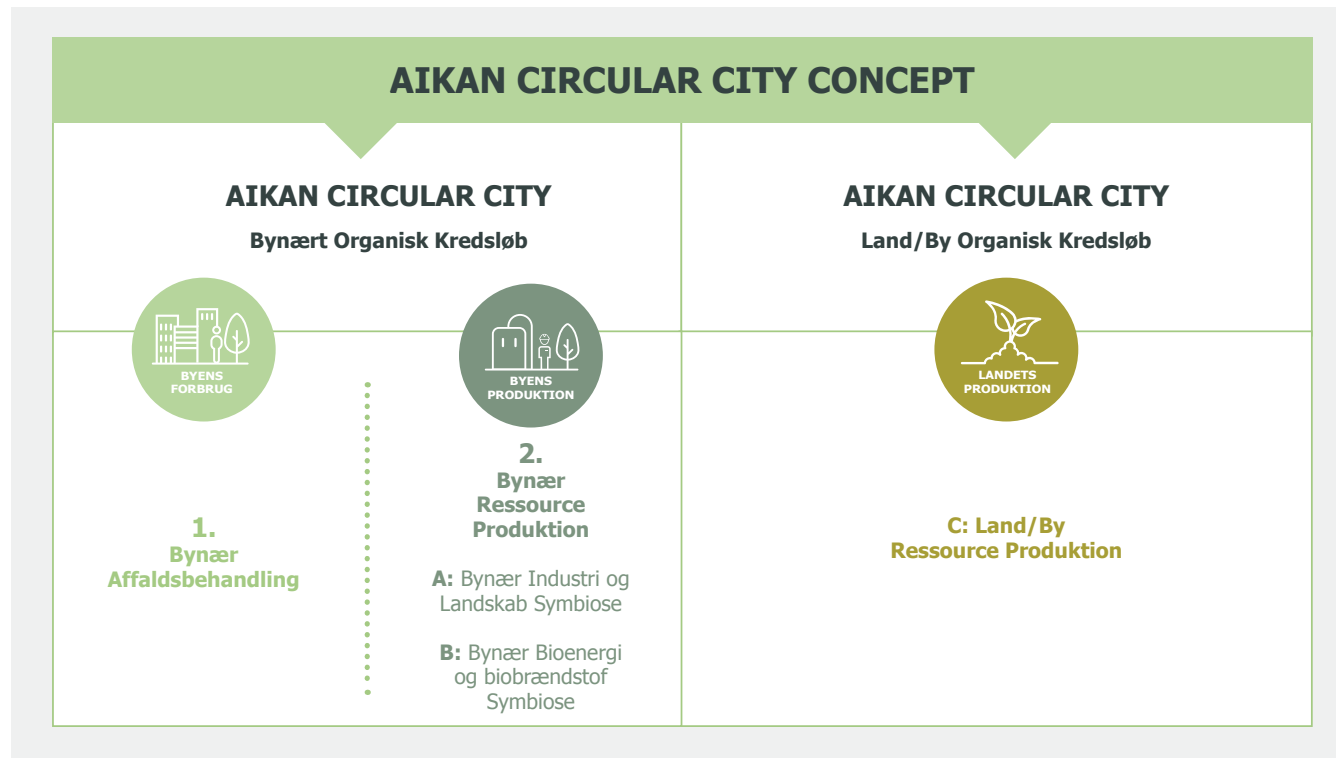 AIKAN CIRCULAR CITY CONCEPT
AIKAN CIRCULAR CITY
Bynært Organisk Kredsløb
BYENS
FORBRUG
1.
Bynær
Affaldsbehandling
BYENS
PRODUKTION
2.
Bynær
Ressource
Produktion
A: Bynær Industri og
Landskab Symbiose
B: Bynær Bioenergi
og biobrændstof
Symbiose
AIKAN CIRCULAR CITY
Land/By Organisk Kredsløb
LANDETS
PRODUKTION
C: Land/By
Ressource Produktion